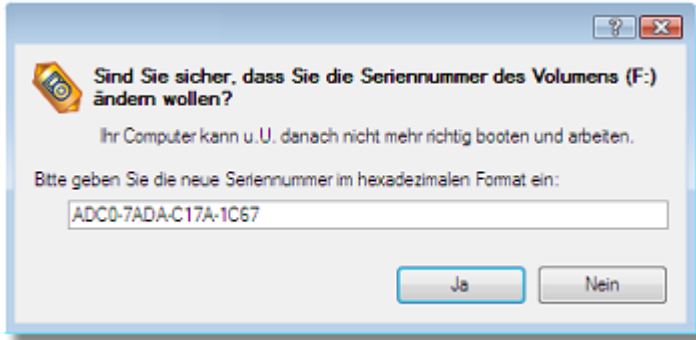 Sind Sie sicher, dass Sie die Seriennummer des Volumens (F:)
ändern wollen?
Ihr Computer kann u.U. danach nicht mehr richtig booten und arbeiten.
Bitte geben Sie die neue Seriennummer im hexadezimalen Format ein:
ADC0-7ADA-C17A-1C67
Ja
Nein